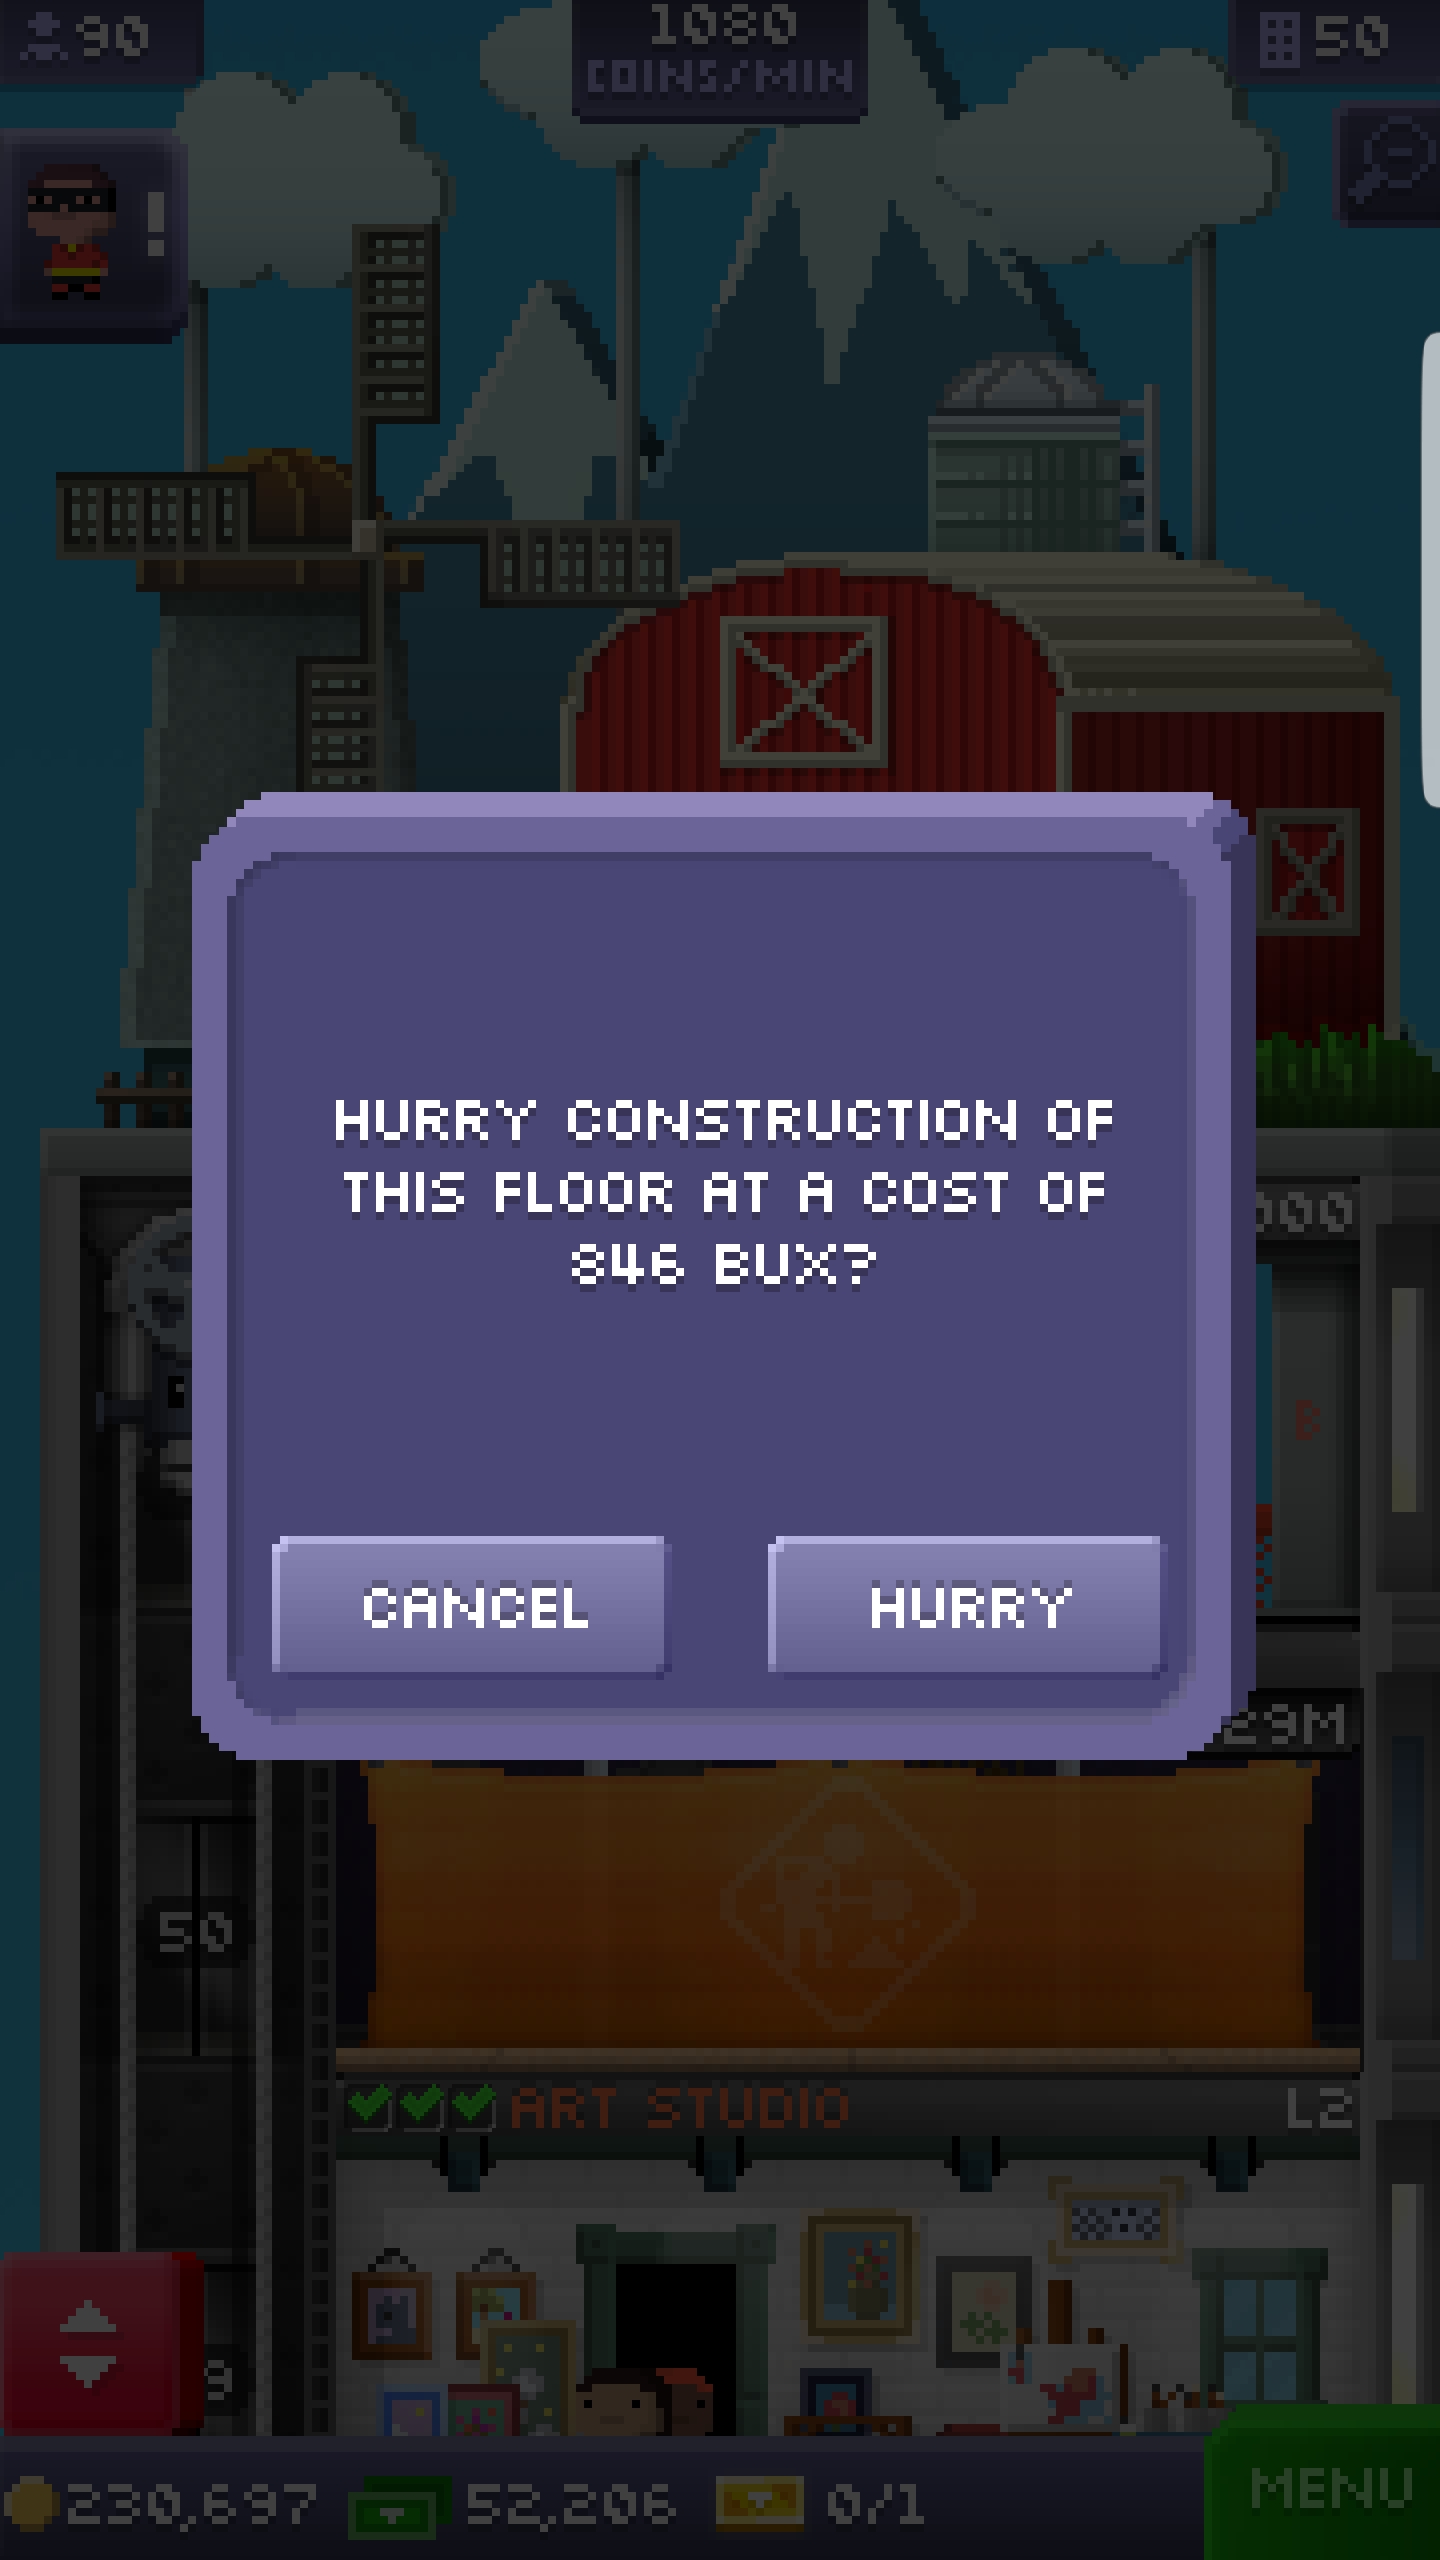 90
1080
COINS/MIN
50
!
HURRY CONSTRUCTION OF
THIS FLOOR AT A COST OF
846 BUX?
CANCEL
HURRY
B
29M
50
ART STUDIO
L2
230,697
52,206
0/1
MENU